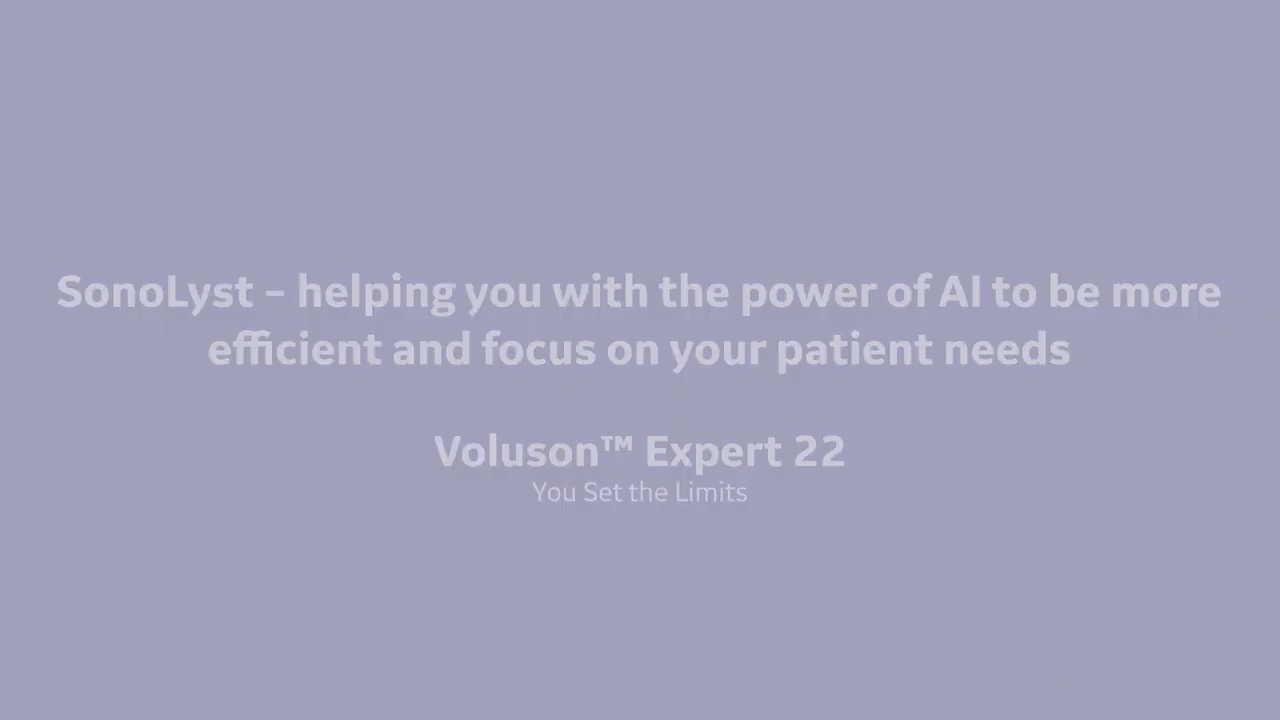 SonoLyst – helping you with the power of AI to be more
efficient and focus on your patient needs
Voluson™ Expert 22
You Set the Limits